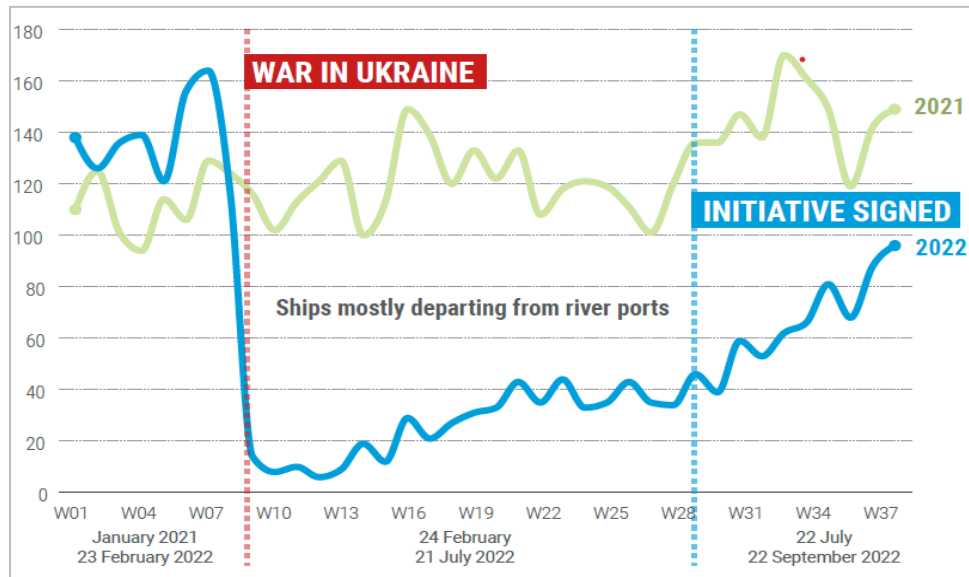 180
160
140
120
100
80
60
40
20
0
WAR IN UKRAINE
2021
INITIATIVE SIGNED
2022
Ships mostly departing from river ports
W01 W04 W07 W10 W13 W16 W19 W22 W25 W28 W31 W34 W37
January 2021
23 February 2022
24 February
21 July 2022
22 July
22 September 2022